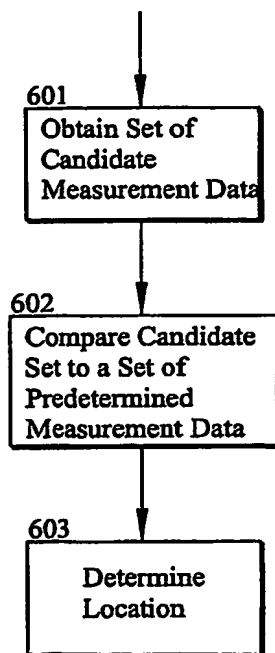 601
Obtain Set of
Candidate
Measurement Data
602
Compare Candidate
Set to a Set of
Predetermined
Measurement Data
603
Determine
Location